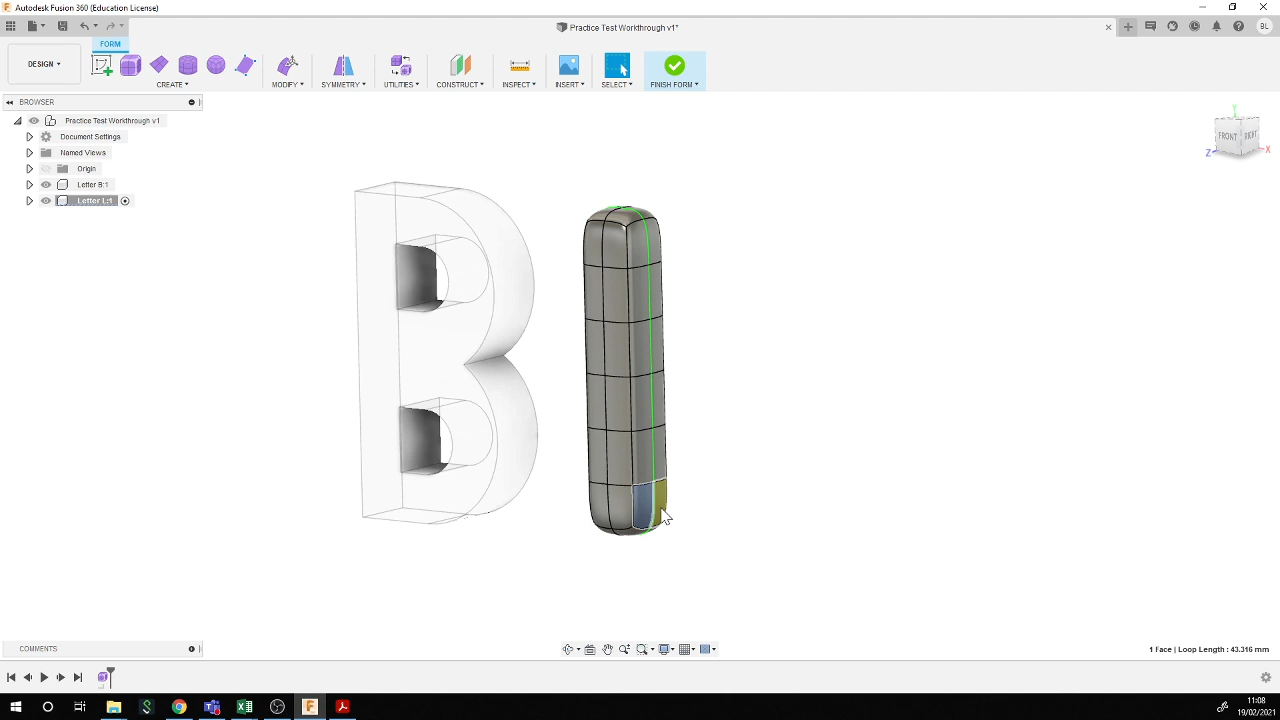 Autodesk Fusion 360 (Education License)
Practice Test Workthrough v1*
BL
FORM
DESIGN
CREATE
MODIFY
SYMMETRY
UTILITIES
CONSTRUCT
INSPECT
INSERT
SELECT
FINISH FORM
BROWSER
Practice Test Workthrough v1
Document Settings
Named Views
Origin
Letter B:1
Letter L:1
Y
FRONT
RIGHT
Z
X
COMMENTS
1 Face | Loop Length : 43.316 mm
11:08
19/02/2021